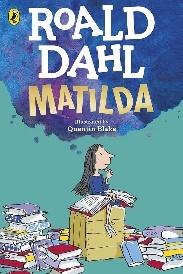 ROALD
DAHL
MATILDA
Illustrated by
Quentin Blake